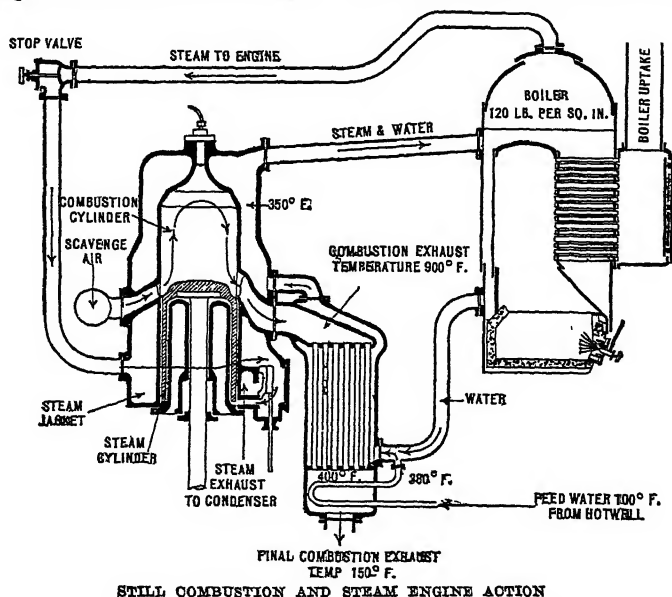 STOP VALVE
STEAM TO ENGINE
BOILER
120 LB. PER SQ. IN.
BOILER UPTAKE
STEAM & WATER
350° F.
COMBUSTION
CYLINDER
SCAVENGE
AIR
COMBUSTION EXHAUST
TEMPERATURE 900° F.
WATER
STEAM
JACKET
STEAM
CYLINDER
STEAM
EXHAUST
TO CONDENSER
400° F.
380° F.
FEED WATER 100° F.
FROM HOTWELL
FINAL COMBUSTION EXHAUST
TEMP 150° F.
STILL COMBUSTION AND STEAM ENGINE ACTION